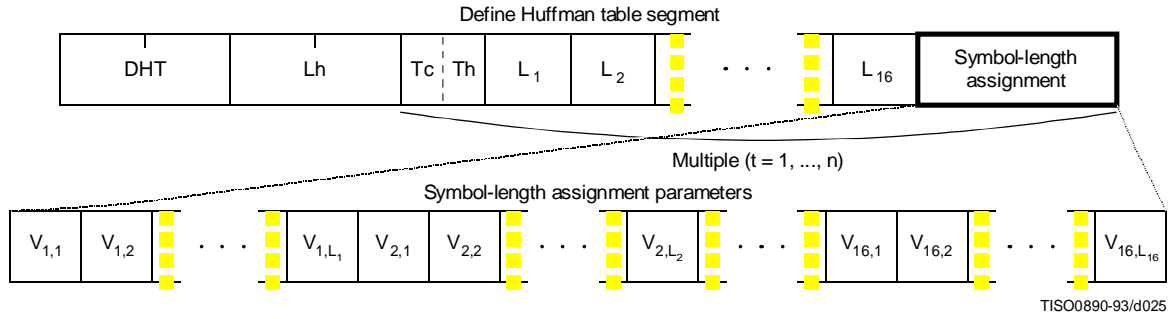 Define Huffman table segment
DHT Lh Tc Th L1 L2 . . . L16 Symbol-length assignment
Multiple (t = 1, ..., n)
Symbol-length assignment parameters
V1,1 V1,2 . . . V1,L1 V2,1 V2,2 . . . V2,L2 . . . V16,1 V16,2 . . . V16,L16
TISO0890-93/d025